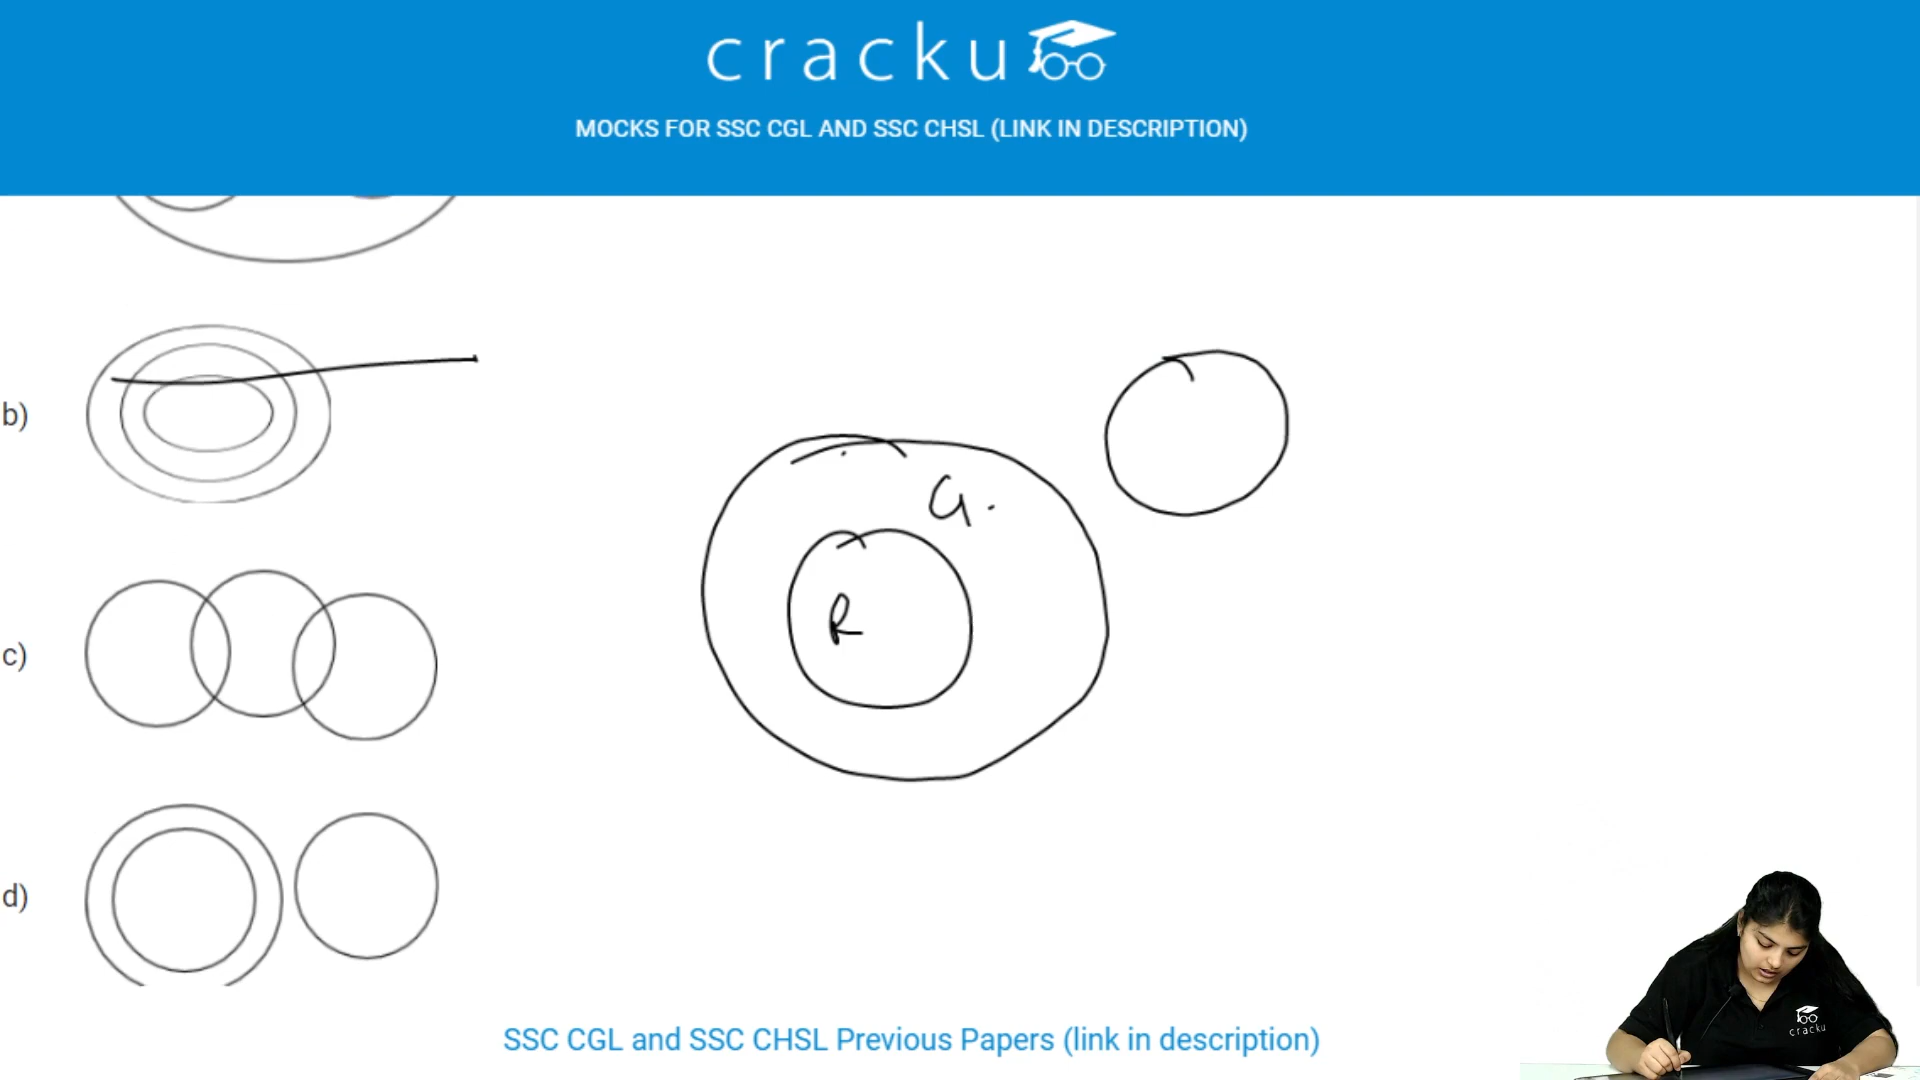 cracku
MOCKS FOR SSC CGL AND SSC CHSL (LINK IN DESCRIPTION)
b)
G.
R
c)
d)
cracku
SSC CGL and SSC CHSL Previous Papers (link in description)